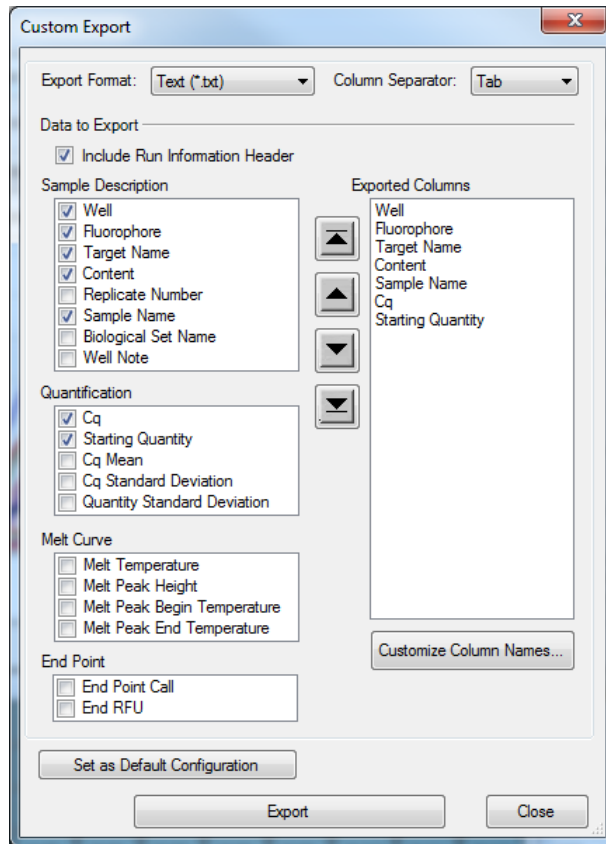 Custom Export
Export Format: Text (*.txt) Column Separator: Tab
Data to Export
Include Run Information Header
Sample Description
Well
Fluorophore
Target Name
Content
Replicate Number
Sample Name
Biological Set Name
Well Note
Quantification
Cq
Starting Quantity
Cq Mean
Cq Standard Deviation
Quantity Standard Deviation
Melt Curve
Melt Temperature
Melt Peak Height
Melt Peak Begin Temperature
Melt Peak End Temperature
End Point
End Point Call
End RFU
Exported Columns
Well
Fluorophore
Target Name
Content
Sample Name
Cq
Starting Quantity
Customize Column Names...
Set as Default Configuration
Export Close